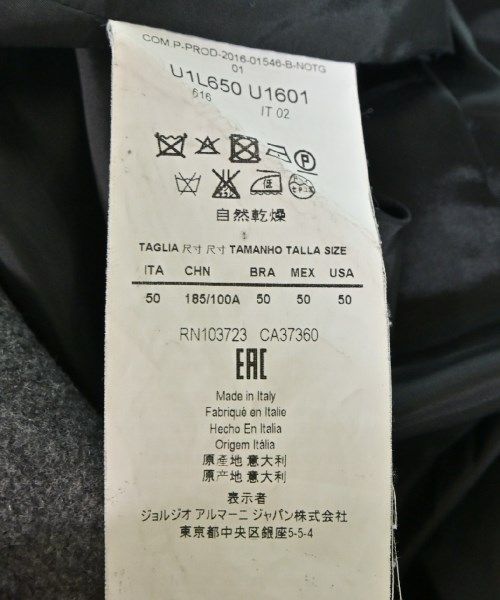 COM.P-PROD-2016-01546-B-NOTG
01
U1L650 U1601
616 IT 02
自然乾燥
TAGLIA 尺寸 尺寸 TAMANHO TALLA SIZE
ITA CHN BRA MEX USA
50 185/100A 50 50 50
RN103723 CA37360
EAC
Made in Italy
Fabriqué en Italie
Hecho En Italia
Origem Itália
原產地 意大利
原产地 意大利
表示者
ジョルジオ アルマーニ ジャパン株式会社
東京都中央区銀座5-5-4